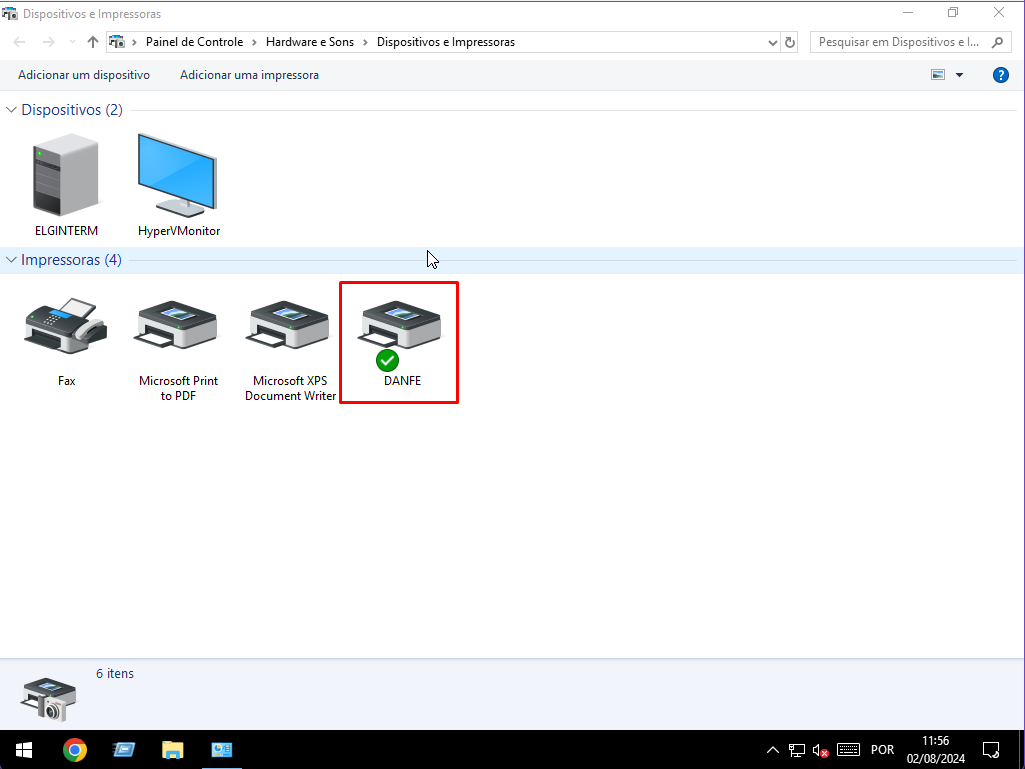 Dispositivos e Impressoras
Painel de Controle > Hardware e Sons > Dispositivos e Impressoras
Pesquisar em Dispositivos e I...
Adicionar um dispositivo
Adicionar uma impressora
?
Dispositivos (2)
ELGINTERM
HyperVMonitor
Impressoras (4)
Fax
Microsoft Print
to PDF
Microsoft XPS
Document Writer
DANFE
6 itens
POR
11:56
02/08/2024